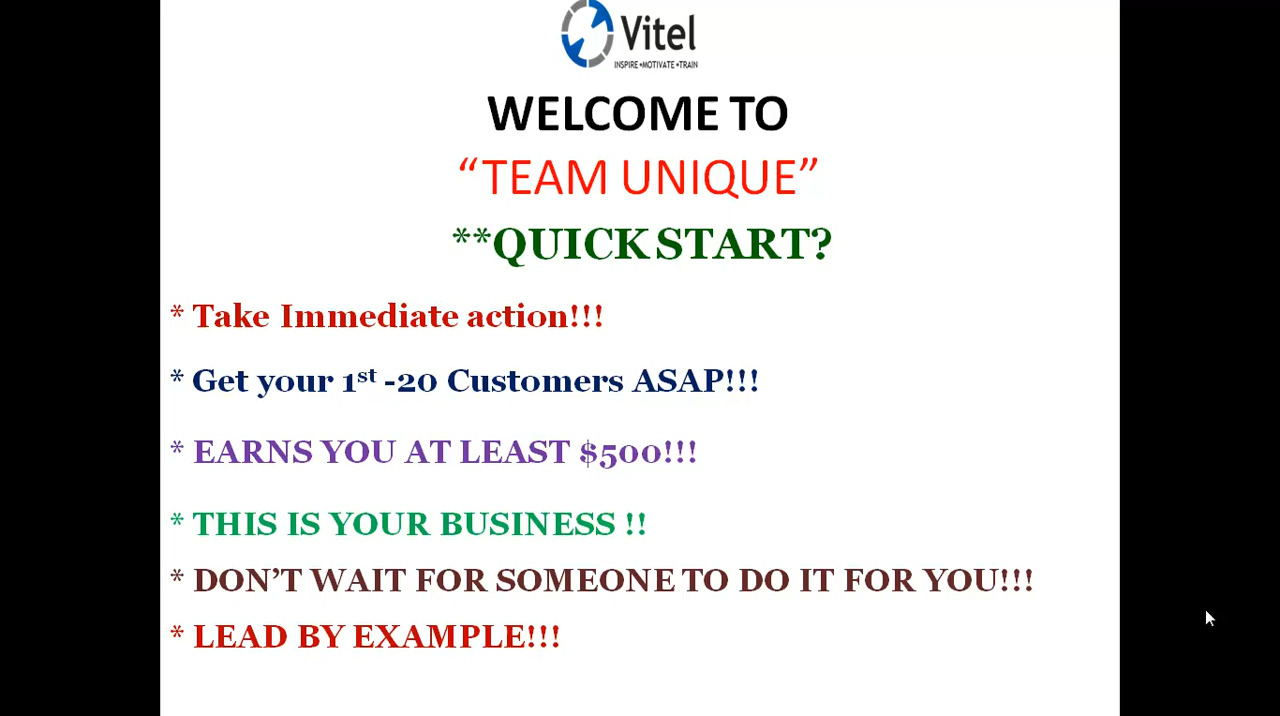 Vitel
INSPIRE •MOTIVATE •TRAIN
WELCOME TO
“TEAM UNIQUE”
**QUICK START?
* Take Immediate action!!!
* Get your 1st -20 Customers ASAP!!!
* EARNS YOU AT LEAST $500!!!
* THIS IS YOUR BUSINESS !!
* DON’T WAIT FOR SOMEONE TO DO IT FOR YOU!!!
* LEAD BY EXAMPLE!!!